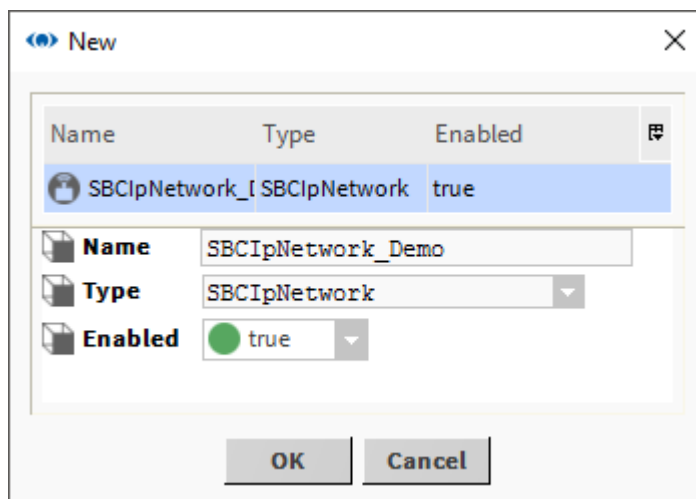 New
Name Type Enabled
SBCIpNetwork_ SBCIpNetwork true
Name SBCIpNetwork_Demo
Type SBCIpNetwork
Enabled true
OK Cancel